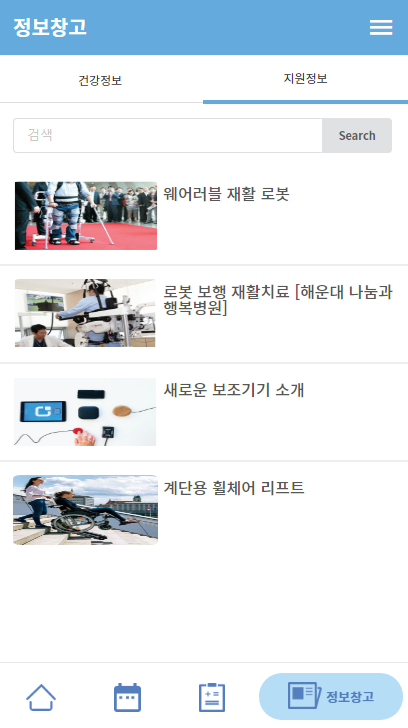 정보창고
건강정보
지원정보
검색
Search
웨어러블 재활 로봇
로봇 보행 재활치료 [해운대 나눔과
행복병원]
새로운 보조기기 소개
계단용 휠체어 리프트
정보창고